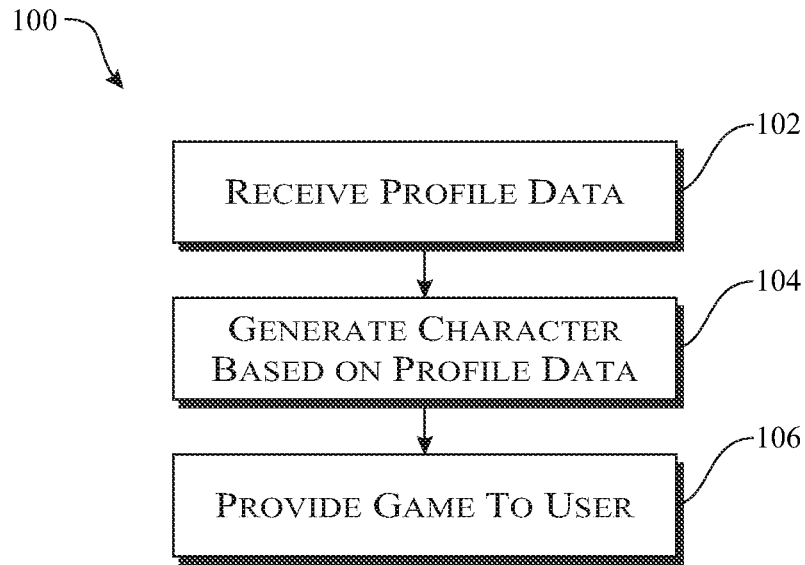 100
102
RECEIVE PROFILE DATA
104
GENERATE CHARACTER
BASED ON PROFILE DATA
106
PROVIDE GAME TO USER